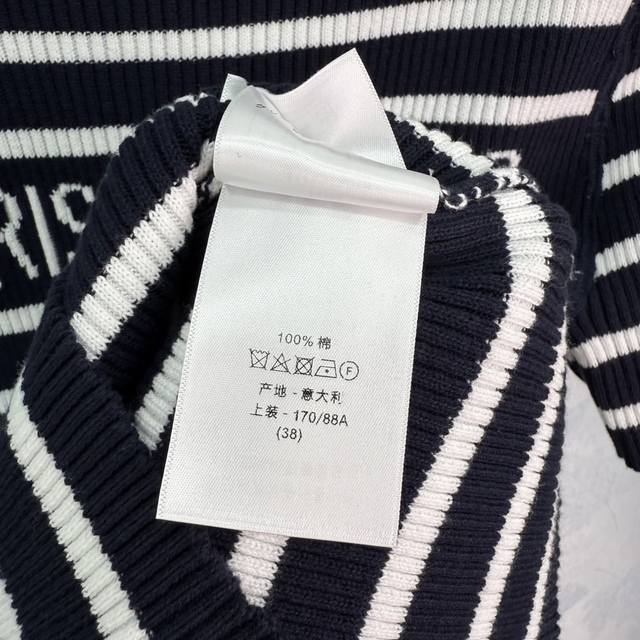 100% 棉
F
产地 - 意大利
上装 - 170/88A
(38)